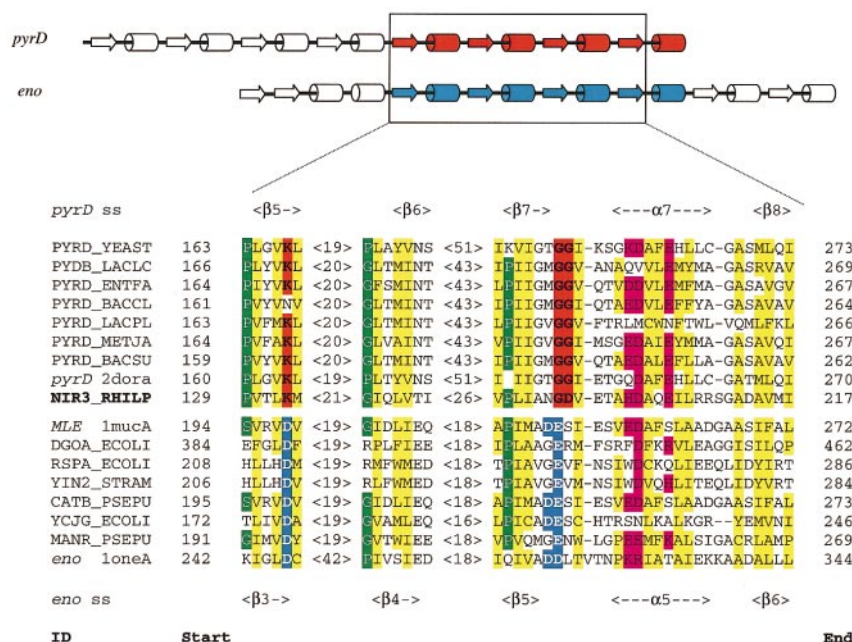 pyrD
eno
pyrD ss <β5-> <β6> <β7-> <---α7---> <β8>
PYRD_YEAST 163 PLGVKL <19> PLAYVNS <51> IKVIGTGGI-KSGKDAFEHLLC-GASMLQI 273
PYDB_LACLC 166 PLYVKL <20> GLTMINT <43> IPIIGMGGV-ANAQVVLEMYMA-GASRVAV 269
PYRD_ENTFA 164 PIYVKL <20> GFSMINT <43> LPIIGMGGV-QTVDDVLEMFMA-GASAVGV 267
PYRD_BACCL 161 PVYVNV <20> GLTMINT <43> IPIIGVGGV-QTAEDVLEFFYA-GASAVAV 264
PYRD_LACPL 163 PVFMKL <20> GLTMINT <43> LPIIGVGGV-FTRLMCWNFTWL-VQMLFKL 266
PYRD_METJA 164 PVFAKL <20> GLVAINT <43> LPIIGVGGI-MSGEDAIEYMMA-GASAVQI 267
PYRD_BACSU 159 PVYVKL <20> GLTMINT <43> IPIIGMGGV-QTAEDALEFLLA-GASAVAV 262
pyrD 2dora 160 PLGVKL <19> PLTYVNS <51> I IIGTGGI-ETGQDAFEHLLC-GATMLQI 270
NIR3_RHILP 129 PVTLKM <21> GIQLVTI <26> VPLIANGDV-ETAHDAQEILRRSGADAVMI 217
MLE 1mucA 194 SVRVDV <19> GIDLIEQ <18> APIMADESI-ESVEDAFSLAADGAASIFAL 272
DGOA_ECOLI 384 EFGLDF <19> RPLFIEE <18> IPLAAGERM-FSRFDFKRVLEAGGISILQP 462
RSPA_ECOLI 208 HLLHDM <19> RMFWMED <18> TPIAVGEVF-NSIWDCKQLIEEQLIDYIRT 286
YIN2_STRAM 206 HLLHDV <19> RLFWMED <18> TPIAVGEVF-NSIWDVQHLITEQLIDYVRT 284
CATB_PSEPU 195 SVRVDV <19> GIDLIEQ <18> APIMADESI-ESVEDAFSLAADGAASIFAL 273
YCJG_ECOLI 172 TLIVDA <19> GVAMLEQ <16> LPICADESC-HTRSNLKALKGR--YEMVNI 246
MANR_PSEPU 191 GIMVDY <19> GVTWIEE <18> VPVQMGENW-LGPEEMFKALSIGACRLAMP 269
eno 1oneA 242 KIGLDC <42> PIVSIED <18> IQIVADDLTVTNPKRIATAIEKKAADALLL 344
eno ss <β3-> <β4-> <β5> <---α5---> <β6>
ID Start End